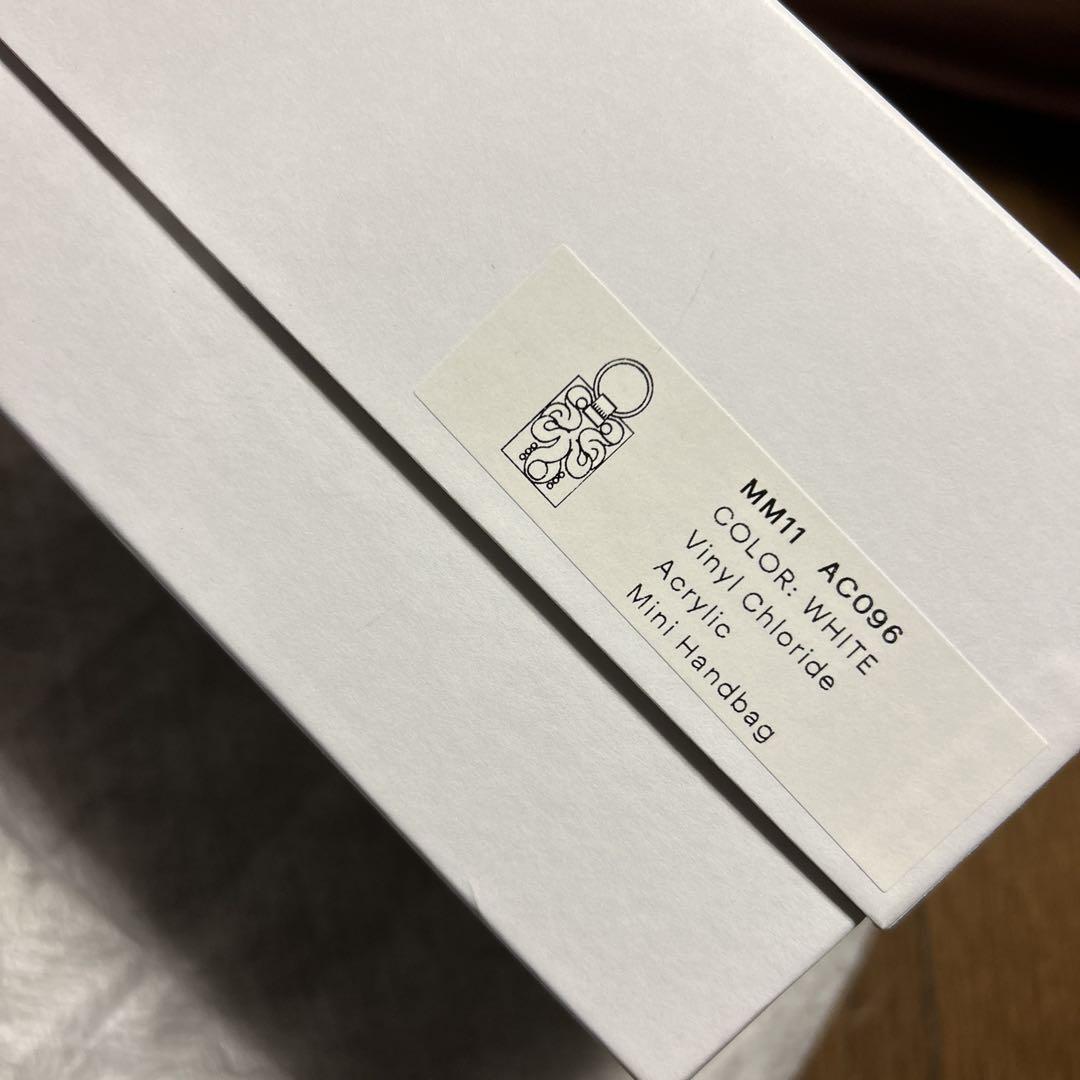 MM11 AC096
COLOR: WHITE
Vinyl Chloride
Acrylic
Mini Handbag